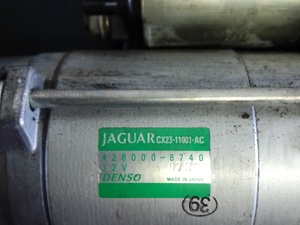 JAGUAR CX23-11001-AC
428000-8740
12V
DENSO MADE IN JAPAN
(39)